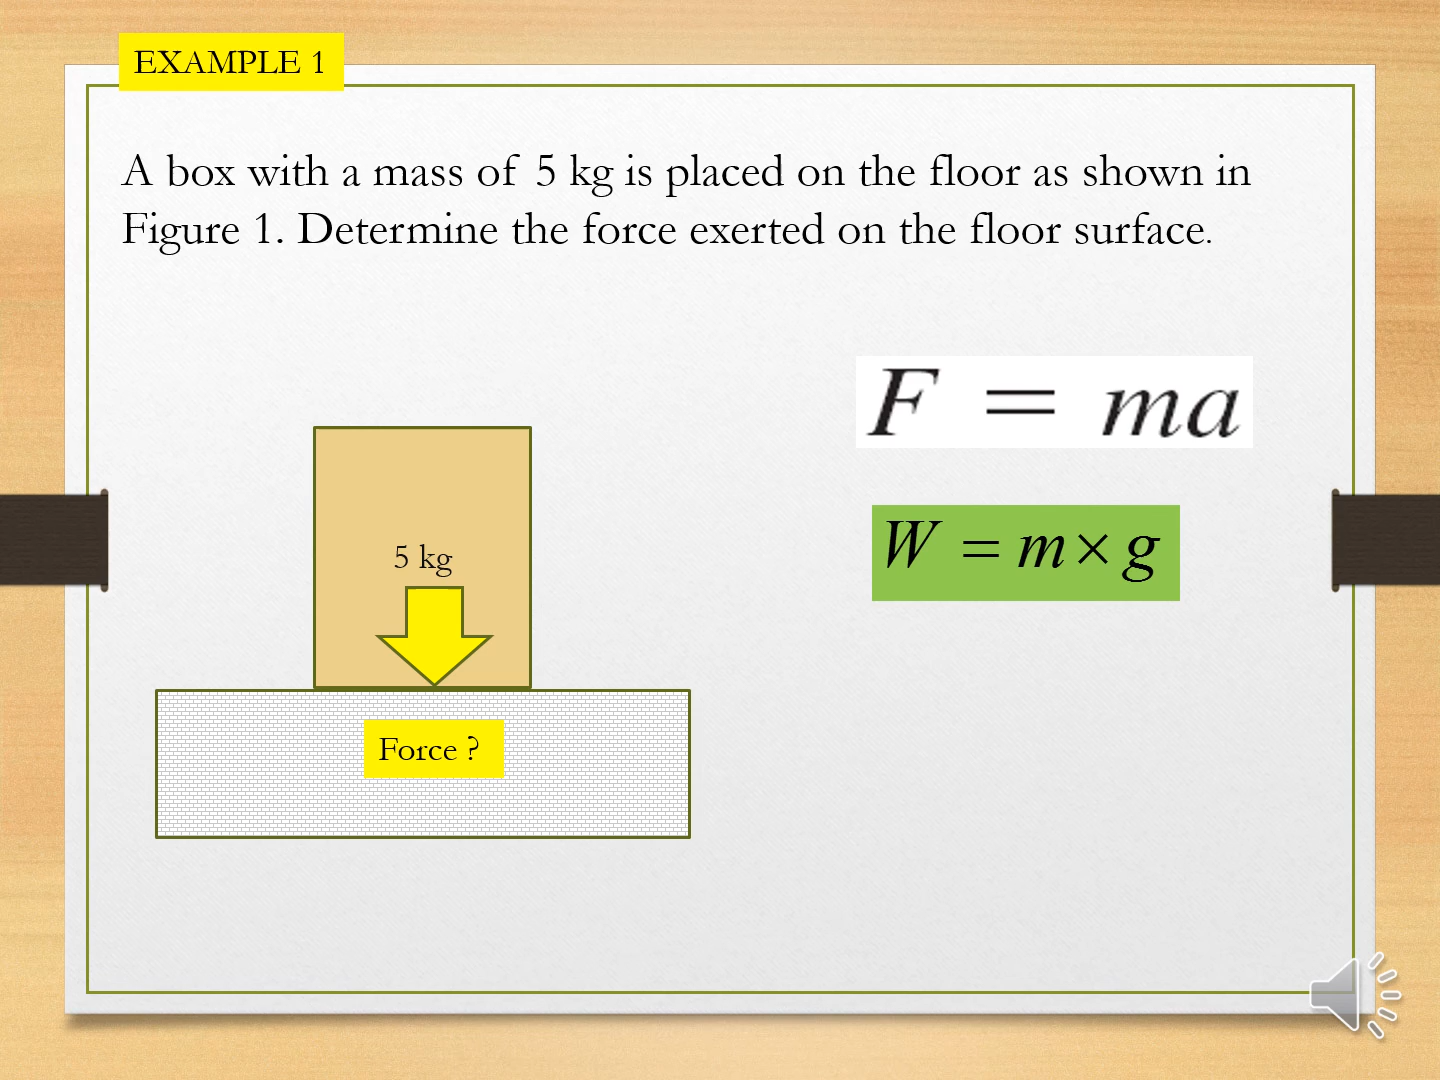 EXAMPLE 1
A box with a mass of 5 kg is placed on the floor as shown in
Figure 1. Determine the force exerted on the floor surface.
F = ma
W = m × g
5 kg
Force ?